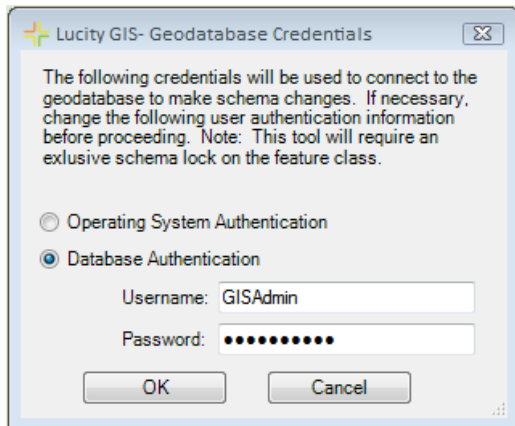 Lucity GIS- Geodatabase Credentials
The following credentials will be used to connect to the
geodatabase to make schema changes.  If necessary,
change the following user authentication information
before proceeding.  Note:  This tool will require an
exlusive schema lock on the feature class.
Operating System Authentication
Database Authentication
Username: GISAdmin
Password: ●●●●●●●●●●
OK Cancel